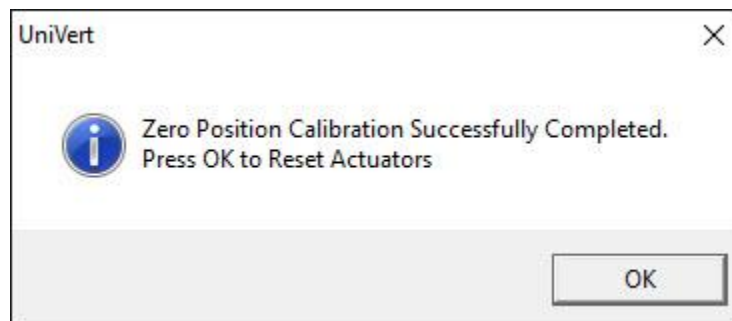 UniVert
Zero Position Calibration Successfully Completed.
Press OK to Reset Actuators
OK